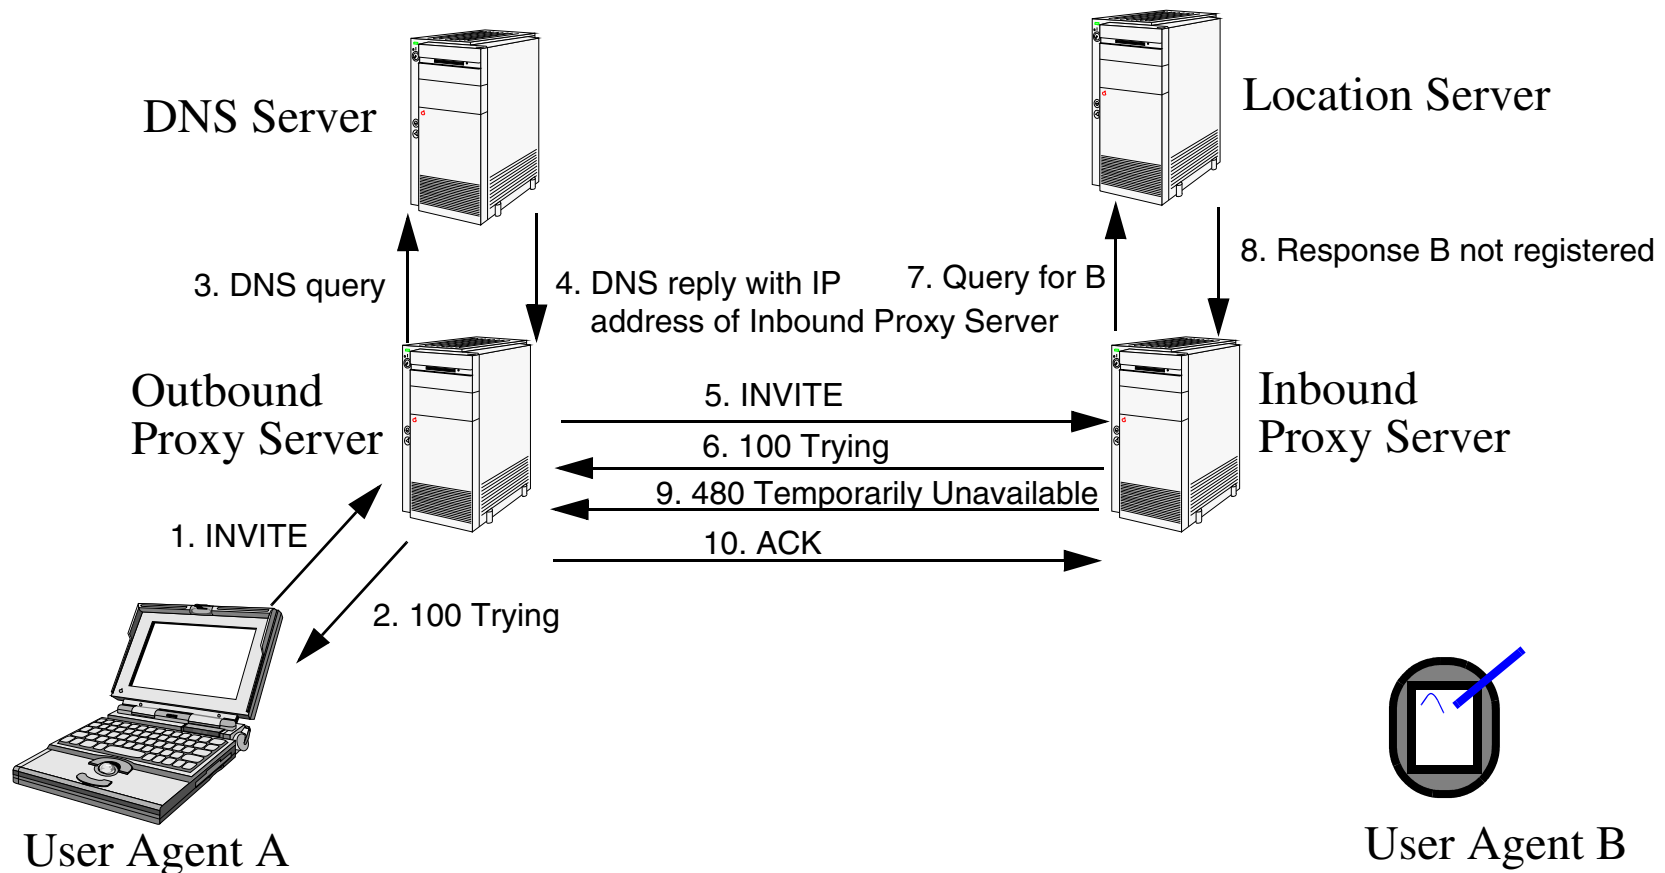 DNS Server
Location Server
3. DNS query
4. DNS reply with IP
address of Inbound Proxy Server
7. Query for B
8. Response B not registered
Outbound
Proxy Server
5. INVITE
6. 100 Trying
9. 480 Temporarily Unavailable
10. ACK
Inbound
Proxy Server
1. INVITE
2. 100 Trying
User Agent A
User Agent B